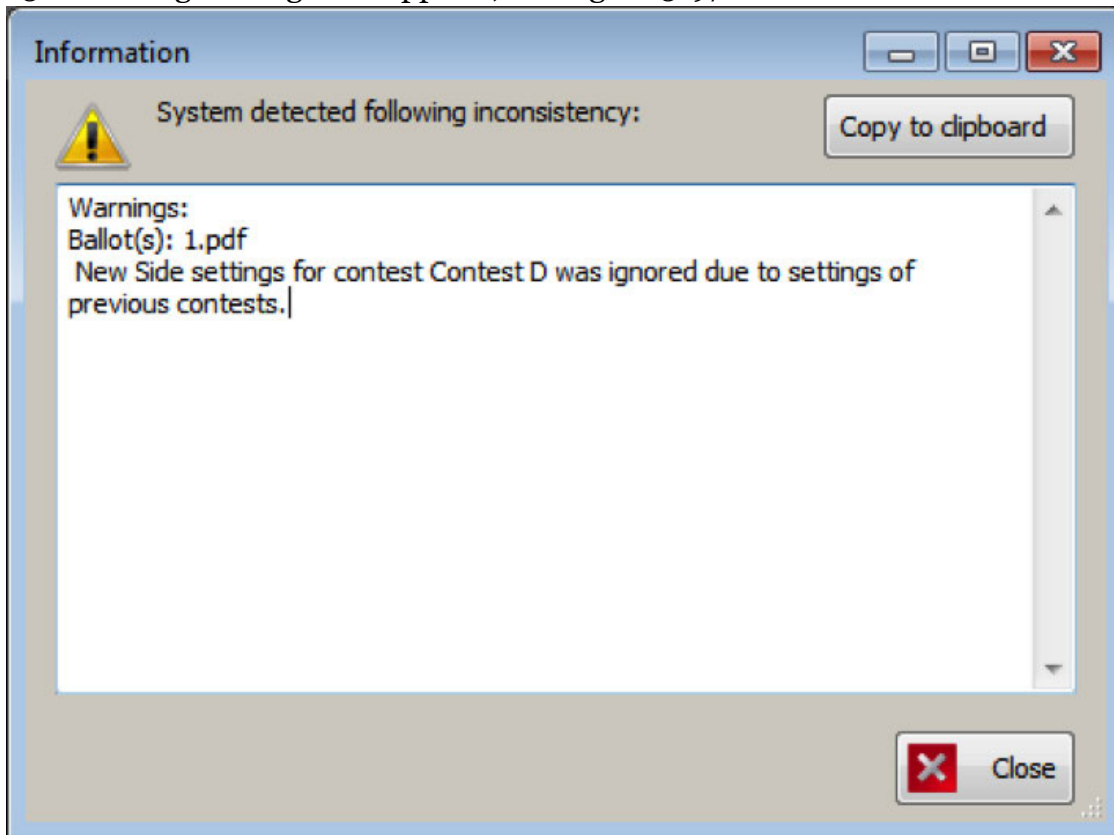 Information
System detected following inconsistency:
Copy to clipboard
Warnings:
Ballot(s): 1.pdf
New Side settings for contest Contest D was ignored due to settings of
previous contests.
Close